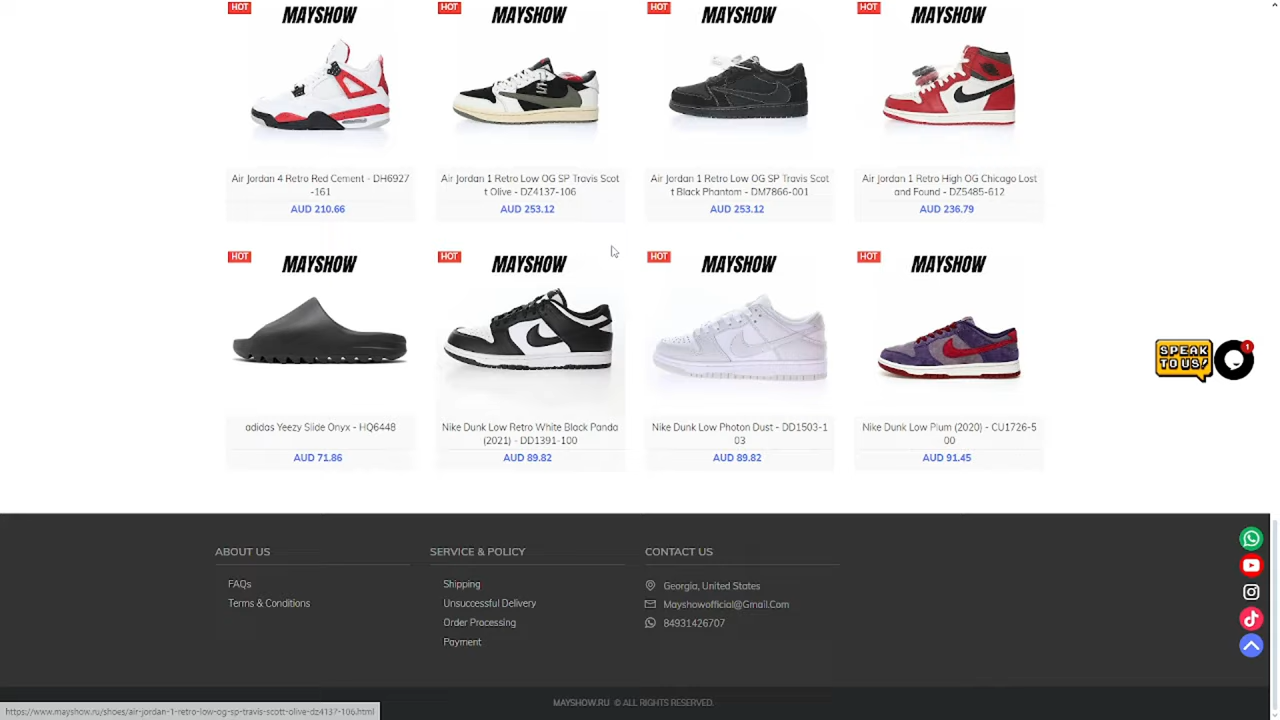 HOT MAYSHOW HOT MAYSHOW HOT MAYSHOW HOT MAYSHOW
Air Jordan 4 Retro Red Cement - DH6927
-161
AUD 210.66
Air Jordan 1 Retro Low OG SP Travis Scot
t Olive - DZ4137-106
AUD 253.12
Air Jordan 1 Retro Low OG SP Travis Scot
t Black Phantom - DM7866-001
AUD 253.12
Air Jordan 1 Retro High OG Chicago Lost
and Found - DZ5485-612
AUD 236.79
HOT MAYSHOW HOT MAYSHOW HOT MAYSHOW HOT MAYSHOW
adidas Yeezy Slide Onyx - HQ6448
AUD 71.86
Nike Dunk Low Retro White Black Panda
(2021) - DD1391-100
AUD 89.82
Nike Dunk Low Photon Dust - DD1503-1
03
AUD 89.82
Nike Dunk Low Plum (2020) - CU1726-5
00
AUD 91.45
SPEAK
TO US!
1
ABOUT US
FAQs
Terms & Conditions
SERVICE & POLICY
Shipping
Unsuccessful Delivery
Order Processing
Payment
CONTACT US
Georgia, United States
Mayshowofficial@Gmail.Com
84931426707
MAYSHOW.RU © ALL RIGHTS RESERVED.
https://www.mayshow.ru/shoes/air-jordan-1-retro-low-og-sp-travis-scott-olive-dz4137-106.html